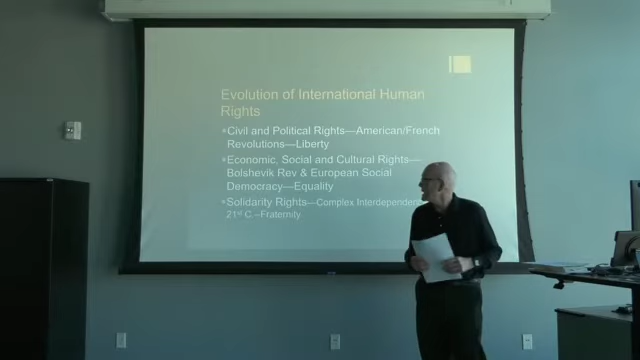 Evolution of International Human
Rights
Civil and Political Rights—American/French
Revolutions—Liberty
Economic, Social and Cultural Rights—
Bolshevik Rev & European Social
Democracy—Equality
Solidarity Rights—Complex
21st C.–Fraternity